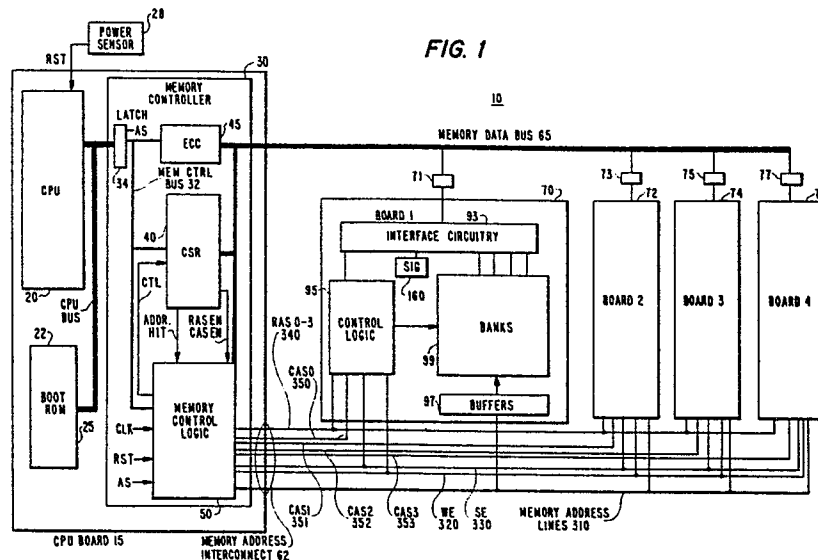 FIG. 1
POWER SENSOR
28
RST
30
MEMORY CONTROLLER
10
LATCH
AS
45
ECC
MEMORY DATA BUS 65
34
MEW CTRL BUS 32
71
70
73
72
75
74
77
CPU
40
CSR
BOARD 1
93
INTERFACE CIRCUITRY
SIG
160
95
CONTROL LOGIC
BANKS
99
BOARD 2
BOARD 3
BOARD 4
20
CPU BUS
CTL
ADDR. HIT
RASEN
CASEN
RAS 0-3
340
CAS0
350
22
BOOT ROM
25
MEMORY CONTROL LOGIC
97
BUFFERS
CLK
RST
AS
50
CPU BOARD 15
MEMORY ADDRESS INTERCONNECT 62
CAS1
351
CAS2
352
CAS3
353
WE
320
SE
330
MEMORY ADDRESS LINES 310